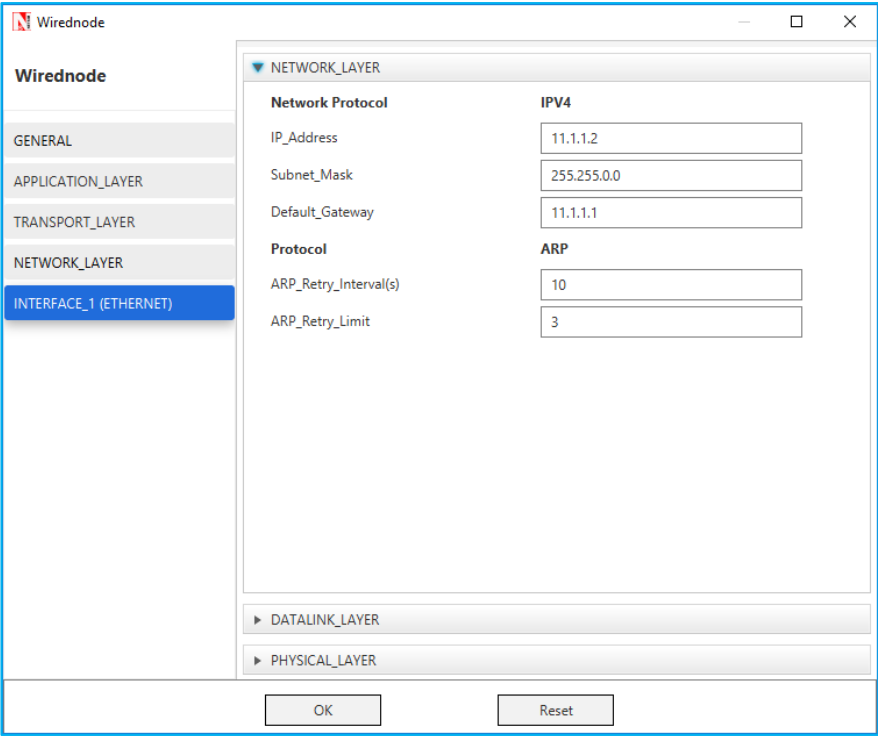 Wirednode
Wirednode
GENERAL
APPLICATION_LAYER
TRANSPORT_LAYER
NETWORK_LAYER
INTERFACE_1 (ETHERNET)
NETWORK_LAYER
Network Protocol IPV4
IP_Address 11.1.1.2
Subnet_Mask 255.255.0.0
Default_Gateway 11.1.1.1
Protocol ARP
ARP_Retry_Interval(s) 10
ARP_Retry_Limit 3
DATALINK_LAYER
PHYSICAL_LAYER
OK Reset